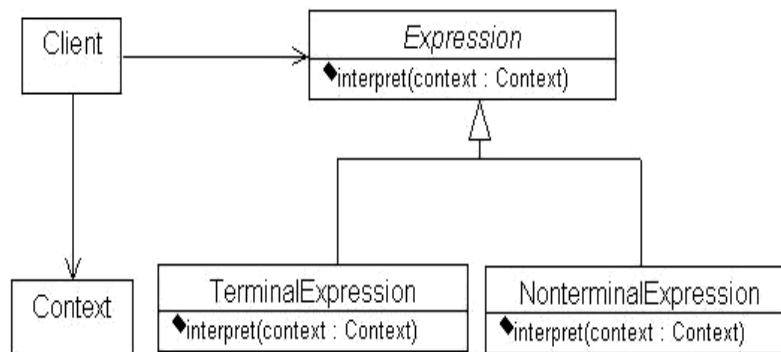 Client
Expression
interpret(context : Context)
Context
TerminalExpression
interpret(context : Context)
NonterminalExpression
interpret(context : Context)